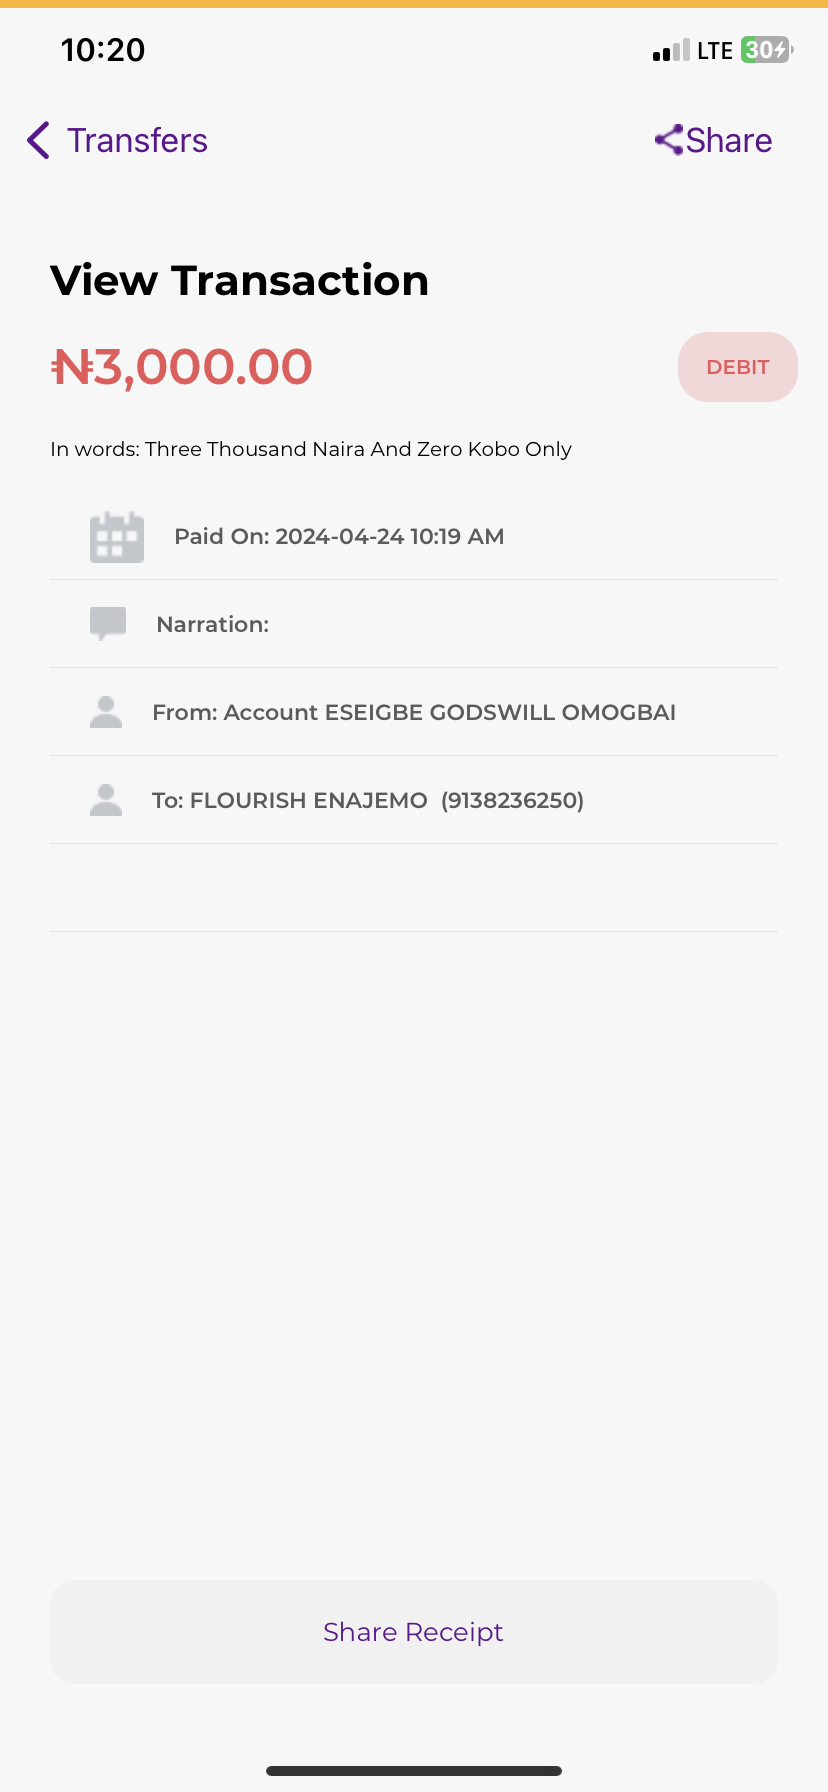 10:20
LTE 30
Transfers
Share
View Transaction
₦3,000.00
DEBIT
In words: Three Thousand Naira And Zero Kobo Only
Paid On: 2024-04-24 10:19 AM
Narration:
From: Account ESEIGBE GODSWILL OMOGBAI
To: FLOURISH ENAJEMO (9138236250)
Share Receipt